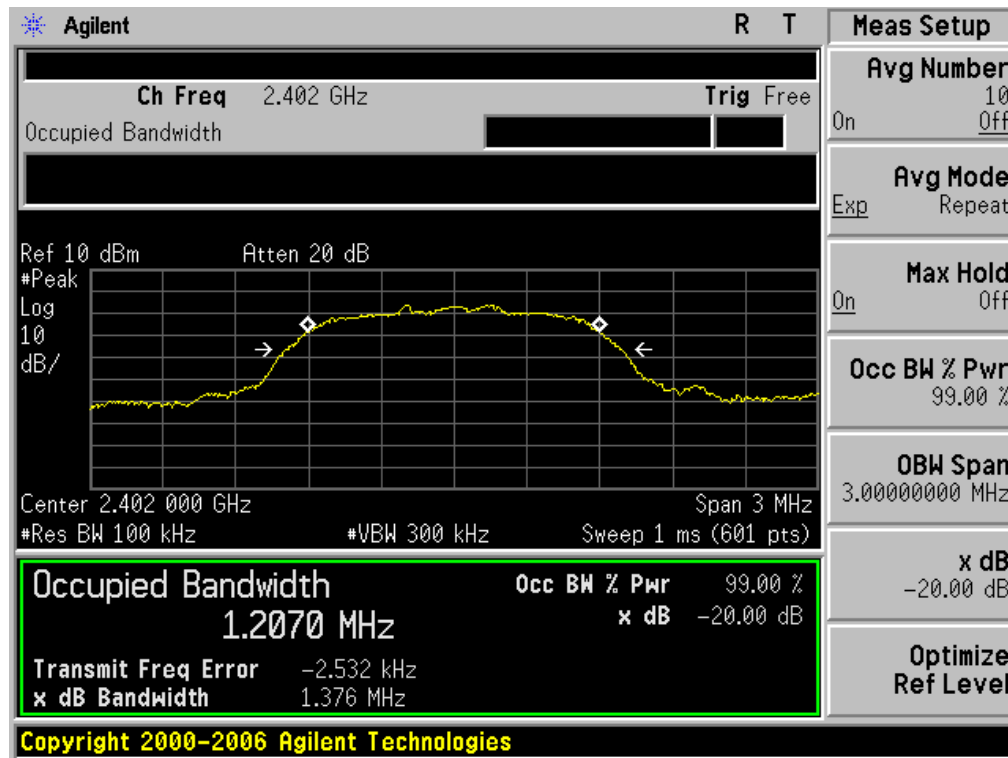 Agilent R T
Ch Freq 2.402 GHz Trig Free
Occupied Bandwidth
Ref 10 dBm Atten 20 dB
#Peak
Log
10
dB/
Center 2.402 000 GHz Span 3 MHz
#Res BW 100 kHz #VBW 300 kHz Sweep 1 ms (601 pts)
Occupied Bandwidth Occ BW % Pwr 99.00 %
1.2070 MHz x dB -20.00 dB
Transmit Freq Error -2.532 kHz
x dB Bandwidth 1.376 MHz
Copyright 2000-2006 Agilent Technologies
Meas Setup
Avg Number
10
On Off
Avg Mode
Exp Repeat
Max Hold
On Off
Occ BW % Pwr
99.00 %
OBW Span
3.00000000 MHz
x dB
-20.00 dB
Optimize
Ref Level